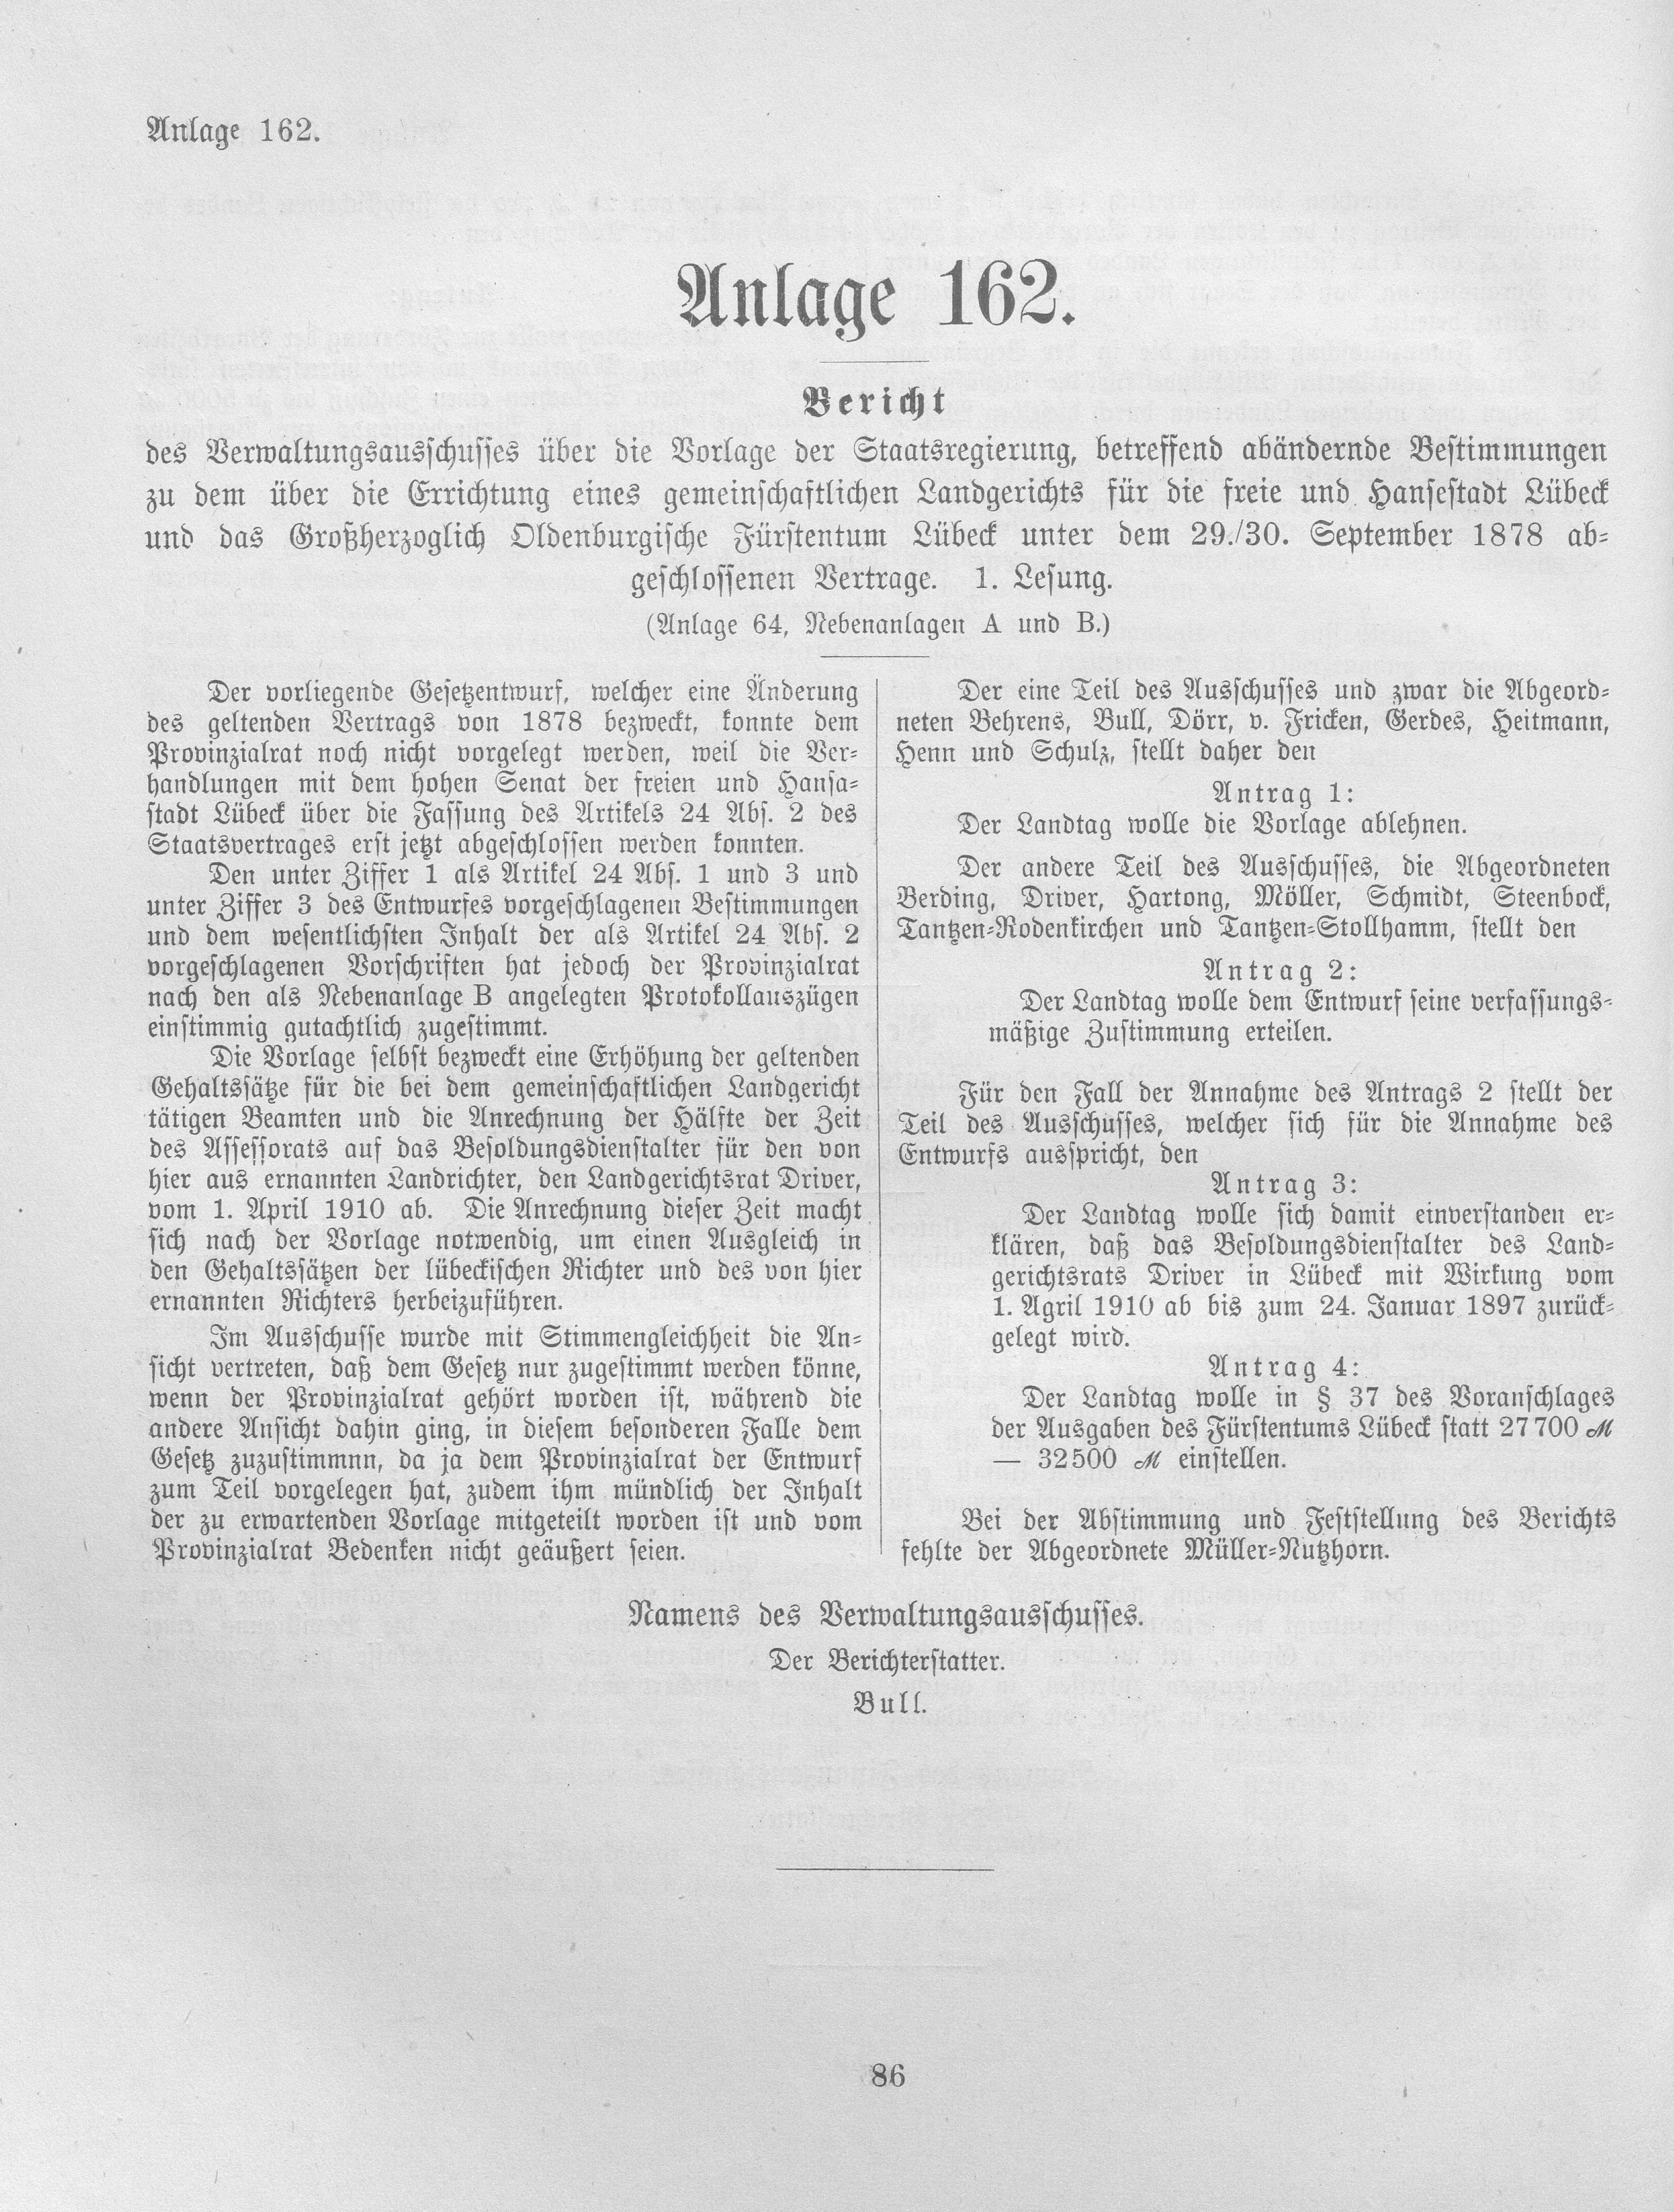 Anlage 162.
Anlage 162.
Bericht
des Verwaltungsausschusses über die Vorlage der Staatsregierung, betreffend abändernde Bestimmungen
zu dem über die Errichtung eines gemeinschaftlichen Landgerichts für die freie und Hansestadt Lübeck
und das Großherzoglich Oldenburgische Fürstentum Lübeck unter dem 29./30. September 1878 ab-
geschlossenen Vertrage. 1. Lesung.
(Anlage 64, Nebenanlagen A und B.)
Der vorliegende Gesetzentwurf, welcher eine Änderung
des geltenden Vertrags von 1878 bezweckt, konnte dem
Provinzialrat noch nicht vorgelegt werden, weil die Ver-
handlungen mit dem hohen Senat der freien und Hansa-
stadt Lübeck über die Fassung des Artikels 24 Abs. 2 des
Staatsvertrages erst jetzt abgeschlossen werden konnten.
Den unter Ziffer 1 als Artikel 24 Abs. 1 und 3 und
unter Ziffer 3 des Entwurfes vorgeschlagenen Bestimmungen
und dem wesentlichsten Inhalt der als Artikel 24 Abs. 2
vorgeschlagenen Vorschriften hat jedoch der Provinzialrat
nach den als Nebenanlage B angelegten Protokollauszügen
einstimmig gutachtlich zugestimmt.
Die Vorlage selbst bezweckt eine Erhöhung der geltenden
Gehaltssätze für die bei dem gemeinschaftlichen Landgericht
tätigen Beamten und die Anrechnung der Hälfte der Zeit
des Assessorats auf das Besoldungsdienstalter für den von
hier aus ernannten Landrichter, den Landgerichtsrat Driver,
vom 1. April 1910 ab. Die Anrechnung dieser Zeit macht
sich nach der Vorlage notwendig, um einen Ausgleich in
den Gehaltssätzen der lübeckischen Richter und des von hier
ernannten Richters herbeizuführen.
Im Ausschusse wurde mit Stimmengleichheit die An-
sicht vertreten, daß dem Gesetz nur zugestimmt werden könne,
wenn der Provinzialrat gehört worden ist, während die
andere Ansicht dahin ging, in diesem besonderen Falle dem
Gesetz zuzustimmnn, da ja dem Provinzialrat der Entwurf
zum Teil vorgelegen hat, zudem ihm mündlich der Inhalt
der zu erwartenden Vorlage mitgeteilt worden ist und vom
Provinzialrat Bedenken nicht geäußert seien.
Der eine Teil des Ausschusses und zwar die Abgeord-
neten Behrens, Bull, Dörr, v. Fricken, Gerdes, Heitmann,
Henn und Schulz, stellt daher den
Antrag 1:
Der Landtag wolle die Vorlage ablehnen.
Der andere Teil des Ausschusses, die Abgeordneten
Berding, Driver, Hartong, Möller, Schmidt, Steenbock,
Tantzen-Rodenkirchen und Tantzen-Stollhamm, stellt den
Antrag 2:
Der Landtag wolle dem Entwurf seine verfassungs-
mäßige Zustimmung erteilen.
Für den Fall der Annahme des Antrags 2 stellt der
Teil des Ausschusses, welcher sich für die Annahme des
Entwurfs ausspricht, den
Antrag 3:
Der Landtag wolle sich damit einverstanden er-
klären, daß das Besoldungsdienstalter des Land-
gerichtsrats Driver in Lübeck mit Wirkung vom
1. Agril 1910 ab bis zum 24. Januar 1897 zurück-
gelegt wird.
Antrag 4:
Der Landtag wolle in § 37 des Voranschlages
der Ausgaben des Fürstentums Lübeck statt 27700 ℳ
— 32500 ℳ einstellen.
Bei der Abstimmung und Feststellung des Berichts
fehlte der Abgeordnete Müller-Nutzhorn.
Namens des Verwaltungsausschusses.
Der Berichterstatter.
Bull.
86